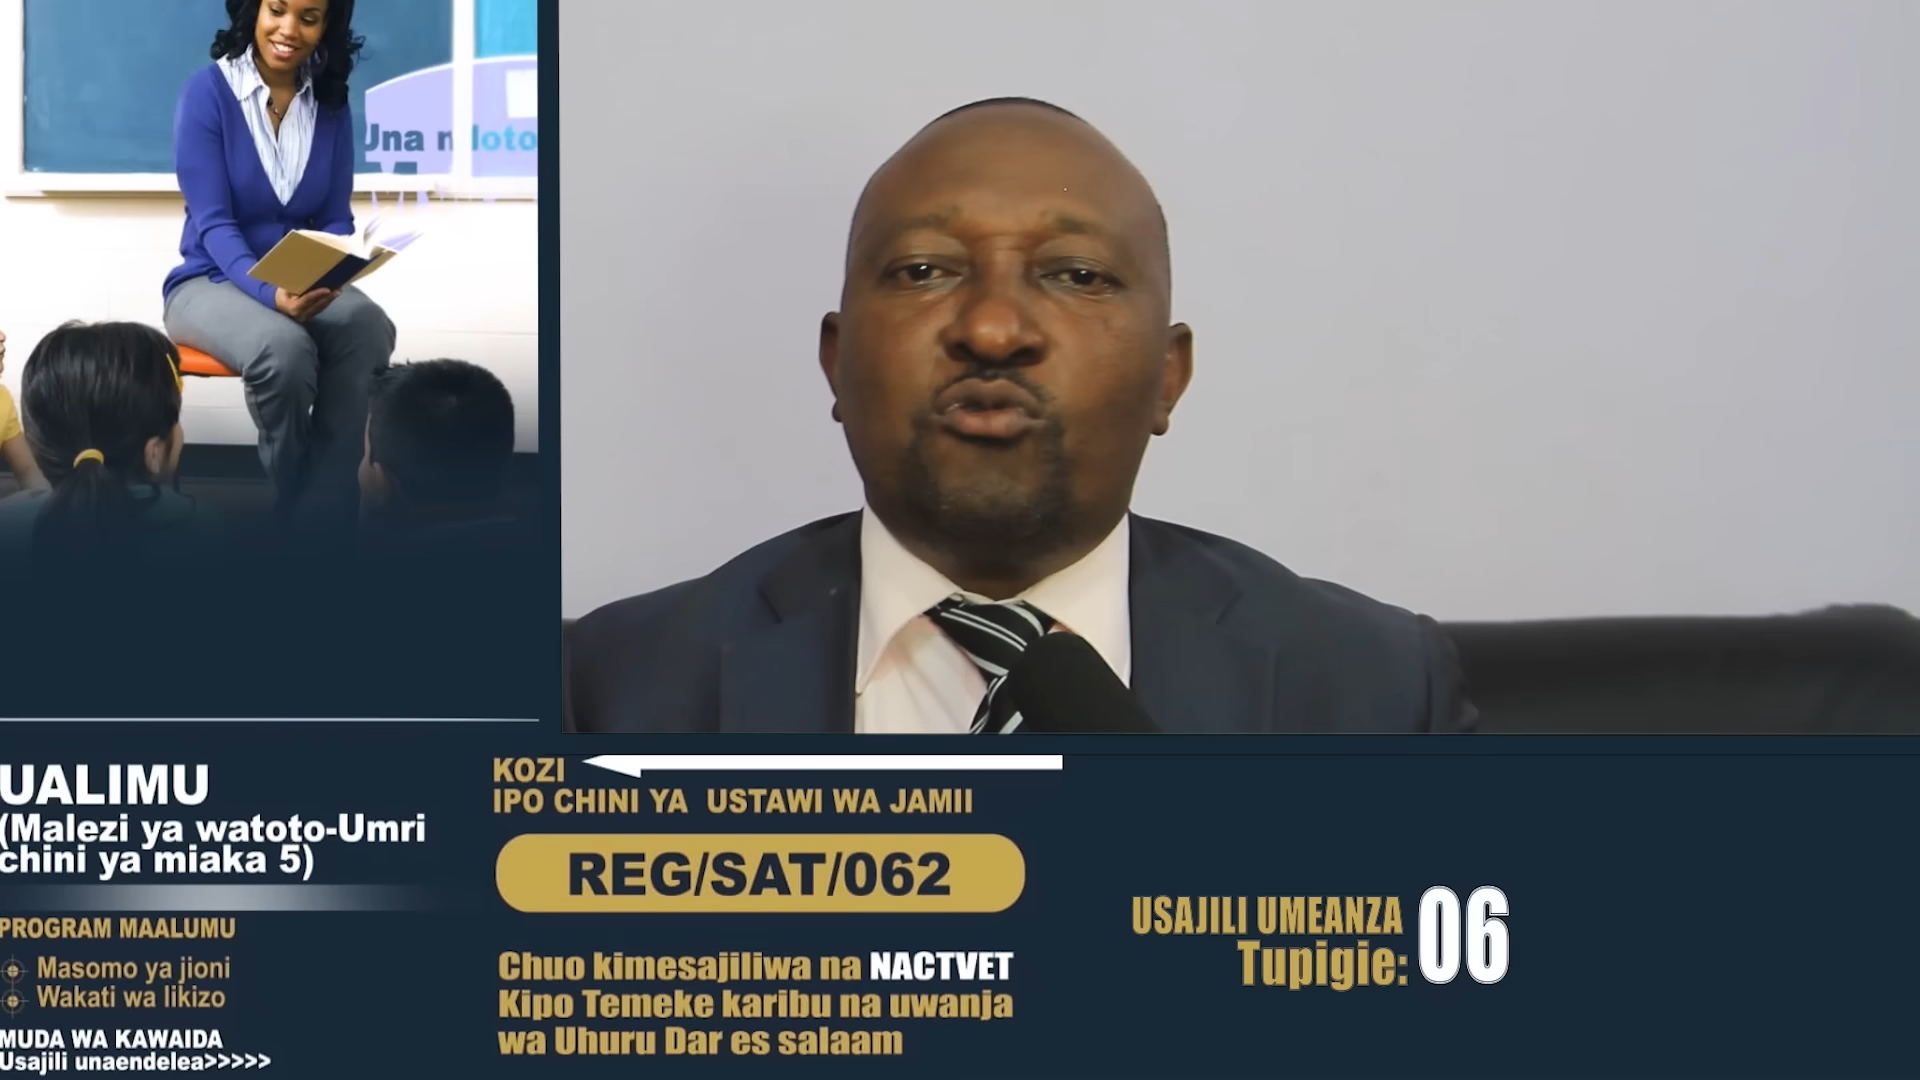 Una ndoto
UALIMU
(Malezi ya watoto-Umri
chini ya miaka 5)
PROGRAM MAALUMU
Masomo ya jioni
Wakati wa likizo
MUDA WA KAWAIDA
Usajili unaendelea>>>>>
KOZI
IPO CHINI YA USTAWI WA JAMII
REG/SAT/062
Chuo kimesajiliwa na NACTVET
Kipo Temeke karibu na uwanja
wa Uhuru Dar es salaam
USAJILI UMEANZA
Tupigie: 06